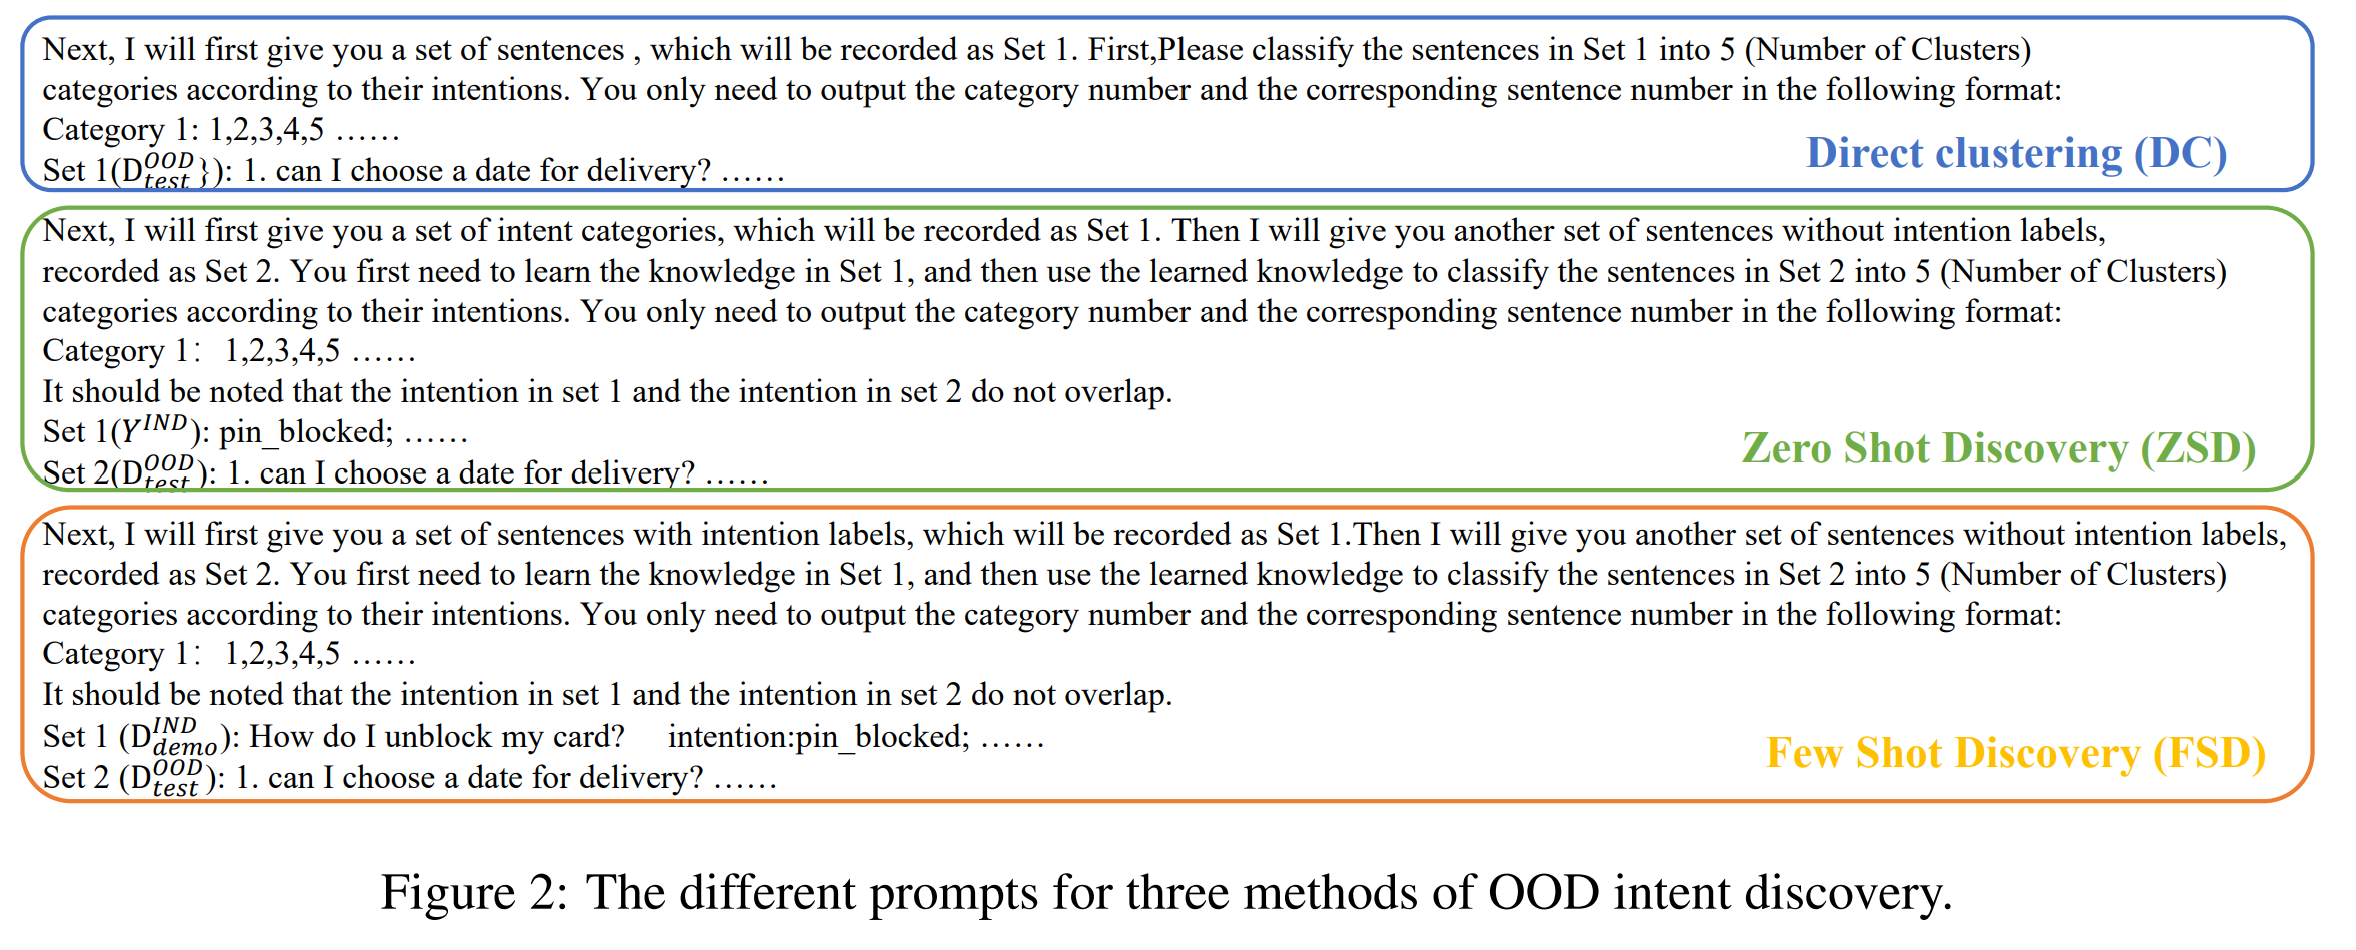 Next, I will first give you a set of sentences , which will be recorded as Set 1. First,Please classify the sentences in Set 1 into 5 (Number of Clusters)
categories according to their intentions. You only need to output the category number and the corresponding sentence number in the following format:
Category 1: 1,2,3,4,5 ……
Set 1(D_{test}^{OOD}}): 1. can I choose a date for delivery? ……
Direct clustering (DC)
Next, I will first give you a set of intent categories, which will be recorded as Set 1. Then I will give you another set of sentences without intention labels,
recorded as Set 2. You first need to learn the knowledge in Set 1, and then use the learned knowledge to classify the sentences in Set 2 into 5 (Number of Clusters)
categories according to their intentions. You only need to output the category number and the corresponding sentence number in the following format:
Category 1： 1,2,3,4,5 ……
It should be noted that the intention in set 1 and the intention in set 2 do not overlap.
Set 1(Y^{IND}): pin_blocked; ……
Set 2(D_{test}^{OOD}): 1. can I choose a date for delivery? ……
Zero Shot Discovery (ZSD)
Next, I will first give you a set of sentences with intention labels, which will be recorded as Set 1.Then I will give you another set of sentences without intention labels,
recorded as Set 2. You first need to learn the knowledge in Set 1, and then use the learned knowledge to classify the sentences in Set 2 into 5 (Number of Clusters)
categories according to their intentions. You only need to output the category number and the corresponding sentence number in the following format:
Category 1： 1,2,3,4,5 ……
It should be noted that the intention in set 1 and the intention in set 2 do not overlap.
Set 1 (D_{demo}^{IND}): How do I unblock my card? intention:pin_blocked; ……
Set 2 (D_{test}^{OOD}): 1. can I choose a date for delivery? ……
Few Shot Discovery (FSD)
Figure 2: The different prompts for three methods of OOD intent discovery.